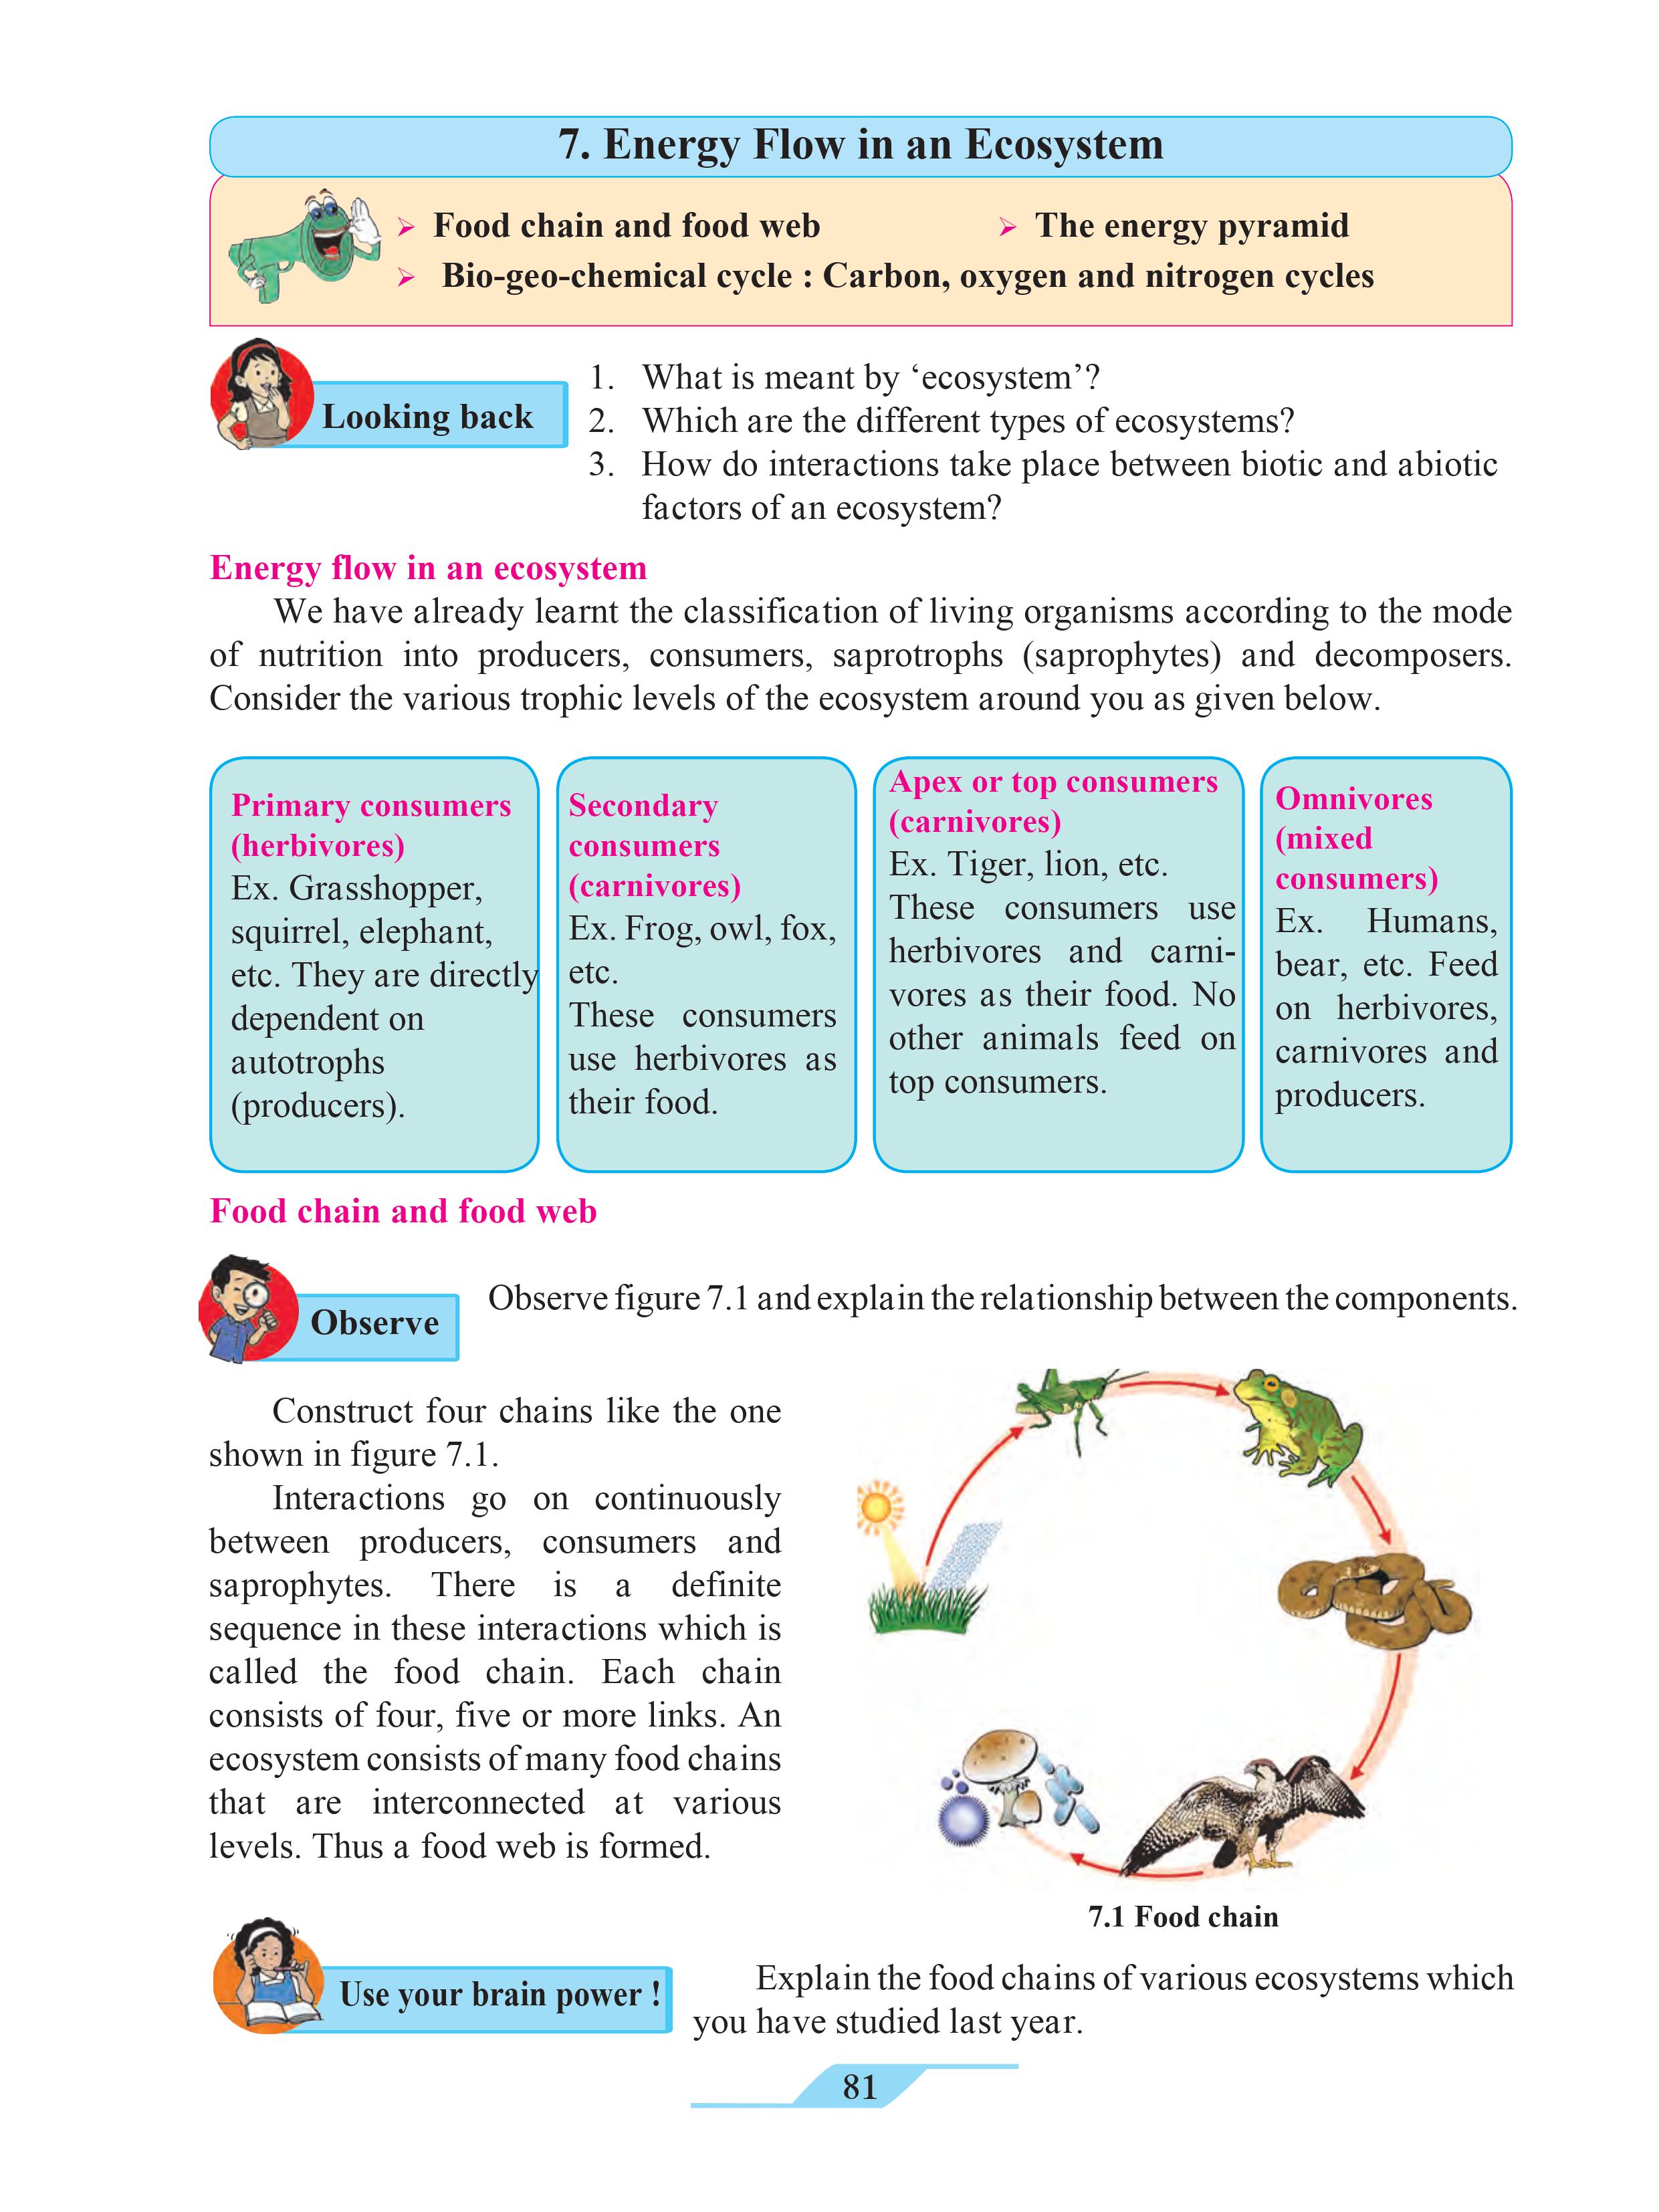 7. Energy Flow in an Ecosystem
➢ Food chain and food web
➢ The energy pyramid
➢ Bio-geo-chemical cycle : Carbon, oxygen and nitrogen cycles
Looking back
1. What is meant by ‘ecosystem’?
2. Which are the different types of ecosystems?
3. How do interactions take place between biotic and abiotic
factors of an ecosystem?
Energy flow in an ecosystem
We have already learnt the classification of living organisms according to the mode
of nutrition into producers, consumers, saprotrophs (saprophytes) and decomposers.
Consider the various trophic levels of the ecosystem around you as given below.
Primary consumers
(herbivores)
Ex. Grasshopper,
squirrel, elephant,
etc. They are directly
dependent on
autotrophs
(producers).
Secondary
consumers
(carnivores)
Ex. Frog, owl, fox,
etc.
These consumers
use herbivores as
their food.
Apex or top consumers
(carnivores)
Ex. Tiger, lion, etc.
These consumers use
herbivores and carni-
vores as their food. No
other animals feed on
top consumers.
Omnivores
(mixed
consumers)
Ex. Humans,
bear, etc. Feed
on herbivores,
carnivores and
producers.
Food chain and food web
Observe
Observe figure 7.1 and explain the relationship between the components.
Construct four chains like the one
shown in figure 7.1.
Interactions go on continuously
between producers, consumers and
saprophytes. There is a definite
sequence in these interactions which is
called the food chain. Each chain
consists of four, five or more links. An
ecosystem consists of many food chains
that are interconnected at various
levels. Thus a food web is formed.
7.1 Food chain
Use your brain power !
Explain the food chains of various ecosystems which
you have studied last year.
81